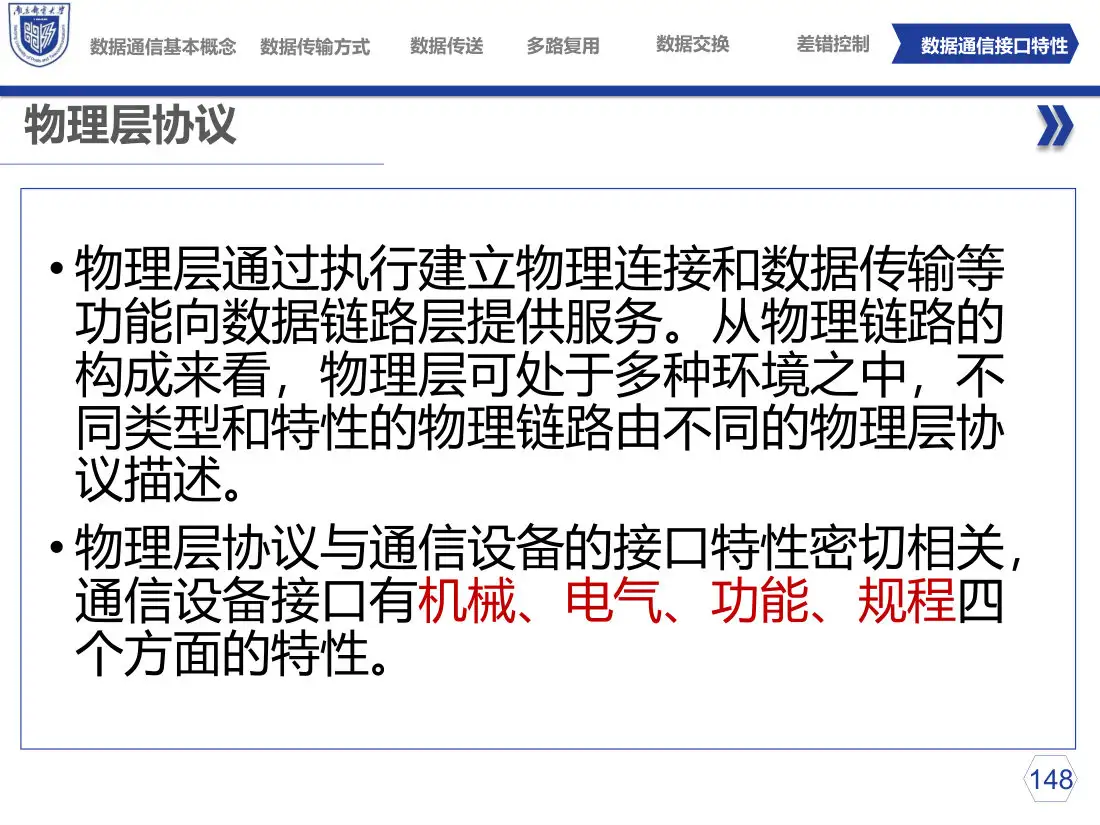 南京邮电大学
数据通信基本概念 数据传输方式 数据传送 多路复用 数据交换 差错控制 数据通信接口特性
物理层协议
•物理层通过执行建立物理连接和数据传输等
功能向数据链路层提供服务。从物理链路的
构成来看，物理层可处于多种环境之中，不
同类型和特性的物理链路由不同的物理层协
议描述。
•物理层协议与通信设备的接口特性密切相关，
通信设备接口有机械、电气、功能、规程四
个方面的特性。
148